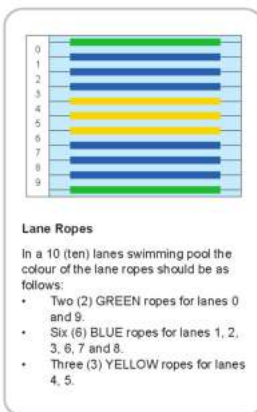 0
1
2
3
4
5
6
7
8
9
Lane Ropes
In a 10 (ten) lanes swimming pool the
colour of the lane ropes should be as
follows:
• Two (2) GREEN ropes for lanes 0
and 9.
• Six (6) BLUE ropes for lanes 1, 2,
3, 6, 7 and 8.
• Three (3) YELLOW ropes for lanes
4, 5.